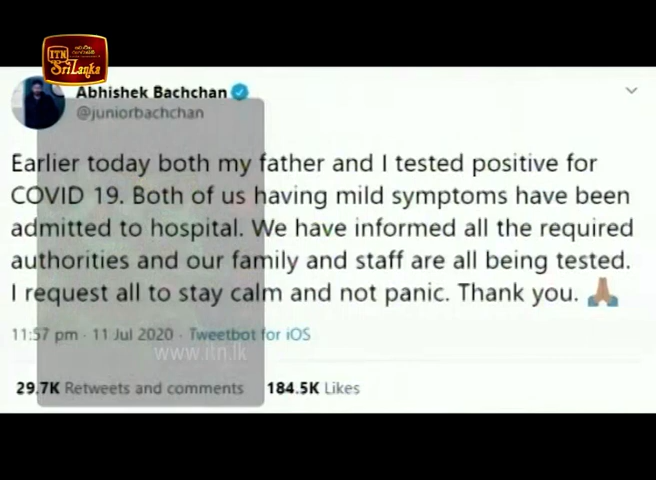 ITN
Sri Lanka
Abhishek Bachchan
@juniorbachchan
Earlier today both my father and I tested positive for
COVID 19. Both of us having mild symptoms have been
admitted to hospital. We have informed all the required
authorities and our family and staff are all being tested.
I request all to stay calm and not panic. Thank you. 🙏🏽
11:57 pm · 11 Jul 2020 · Tweetbot for iOS
www.itn.lk
29.7K Retweets and comments 184.5K Likes